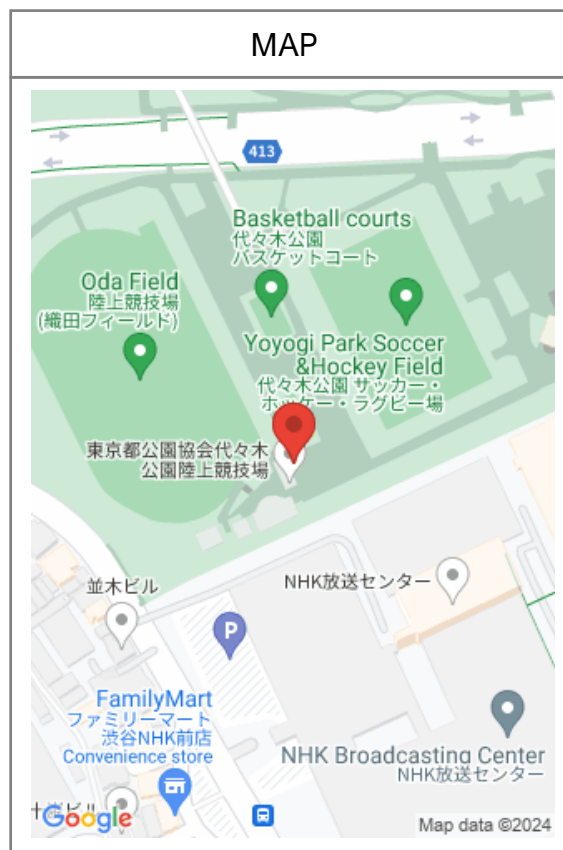 MAP
413
Basketball courts
代々木公園
バスケットコート
Oda Field
陸上競技場
(織田フィールド)
Yoyogi Park Soccer
&Hockey Field
代々木公園 サッカー・
ホッケー・ラグビー場
東京都公園協会代々木
公園陸上競技場
NHK放送センター
並木ビル
P
FamilyMart
ファミリーマート
渋谷NHK前店
Convenience store
NHK Broadcasting Center
NHK放送センター
Google
Map data ©2024